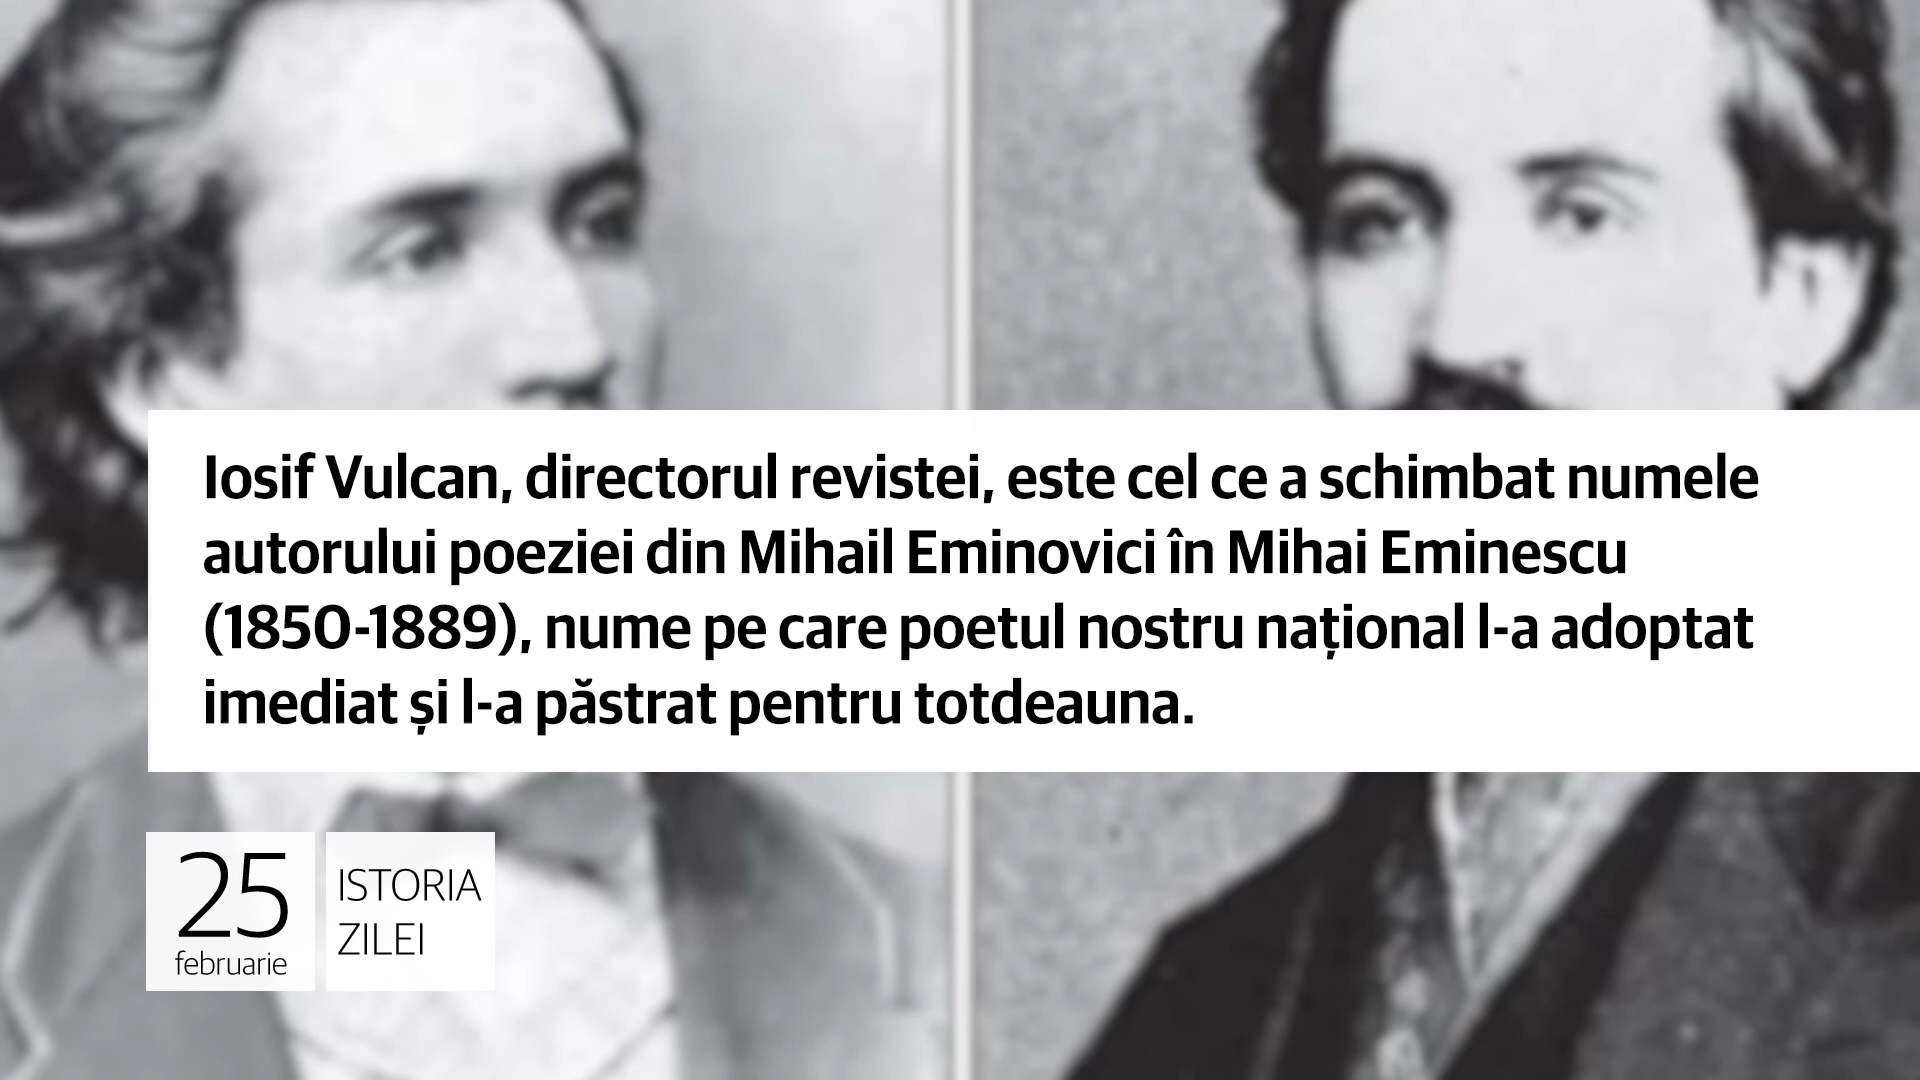 Iosif Vulcan, directorul revistei, este cel ce a schimbat numele
autorului poeziei din Mihail Eminovici în Mihai Eminescu
(1850-1889), nume pe care poetul nostru național l-a adoptat
imediat și l-a păstrat pentru totdeauna.
25
februarie
ISTORIA
ZILEI